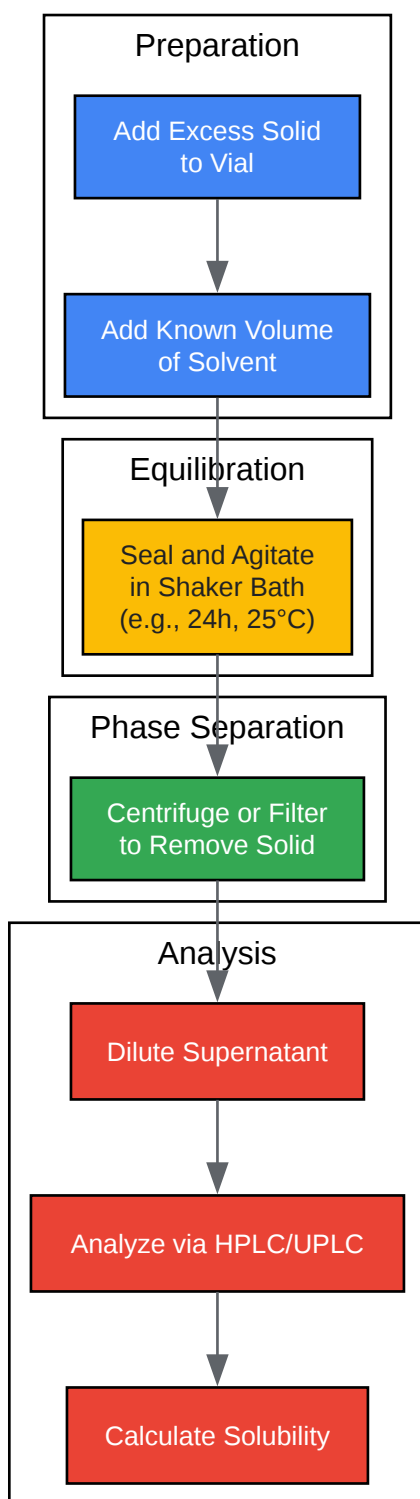 Preparation
Add Excess Solid
to Vial
Add Known Volume
of Solvent
Equilibration
Seal and Agitate
in Shaker Bath
(e.g., 24h, 25°C)
Phase Separation
Centrifuge or Filter
to Remove Solid
Analysis
Dilute Supernatant
Analyze via HPLC/UPLC
Calculate Solubility